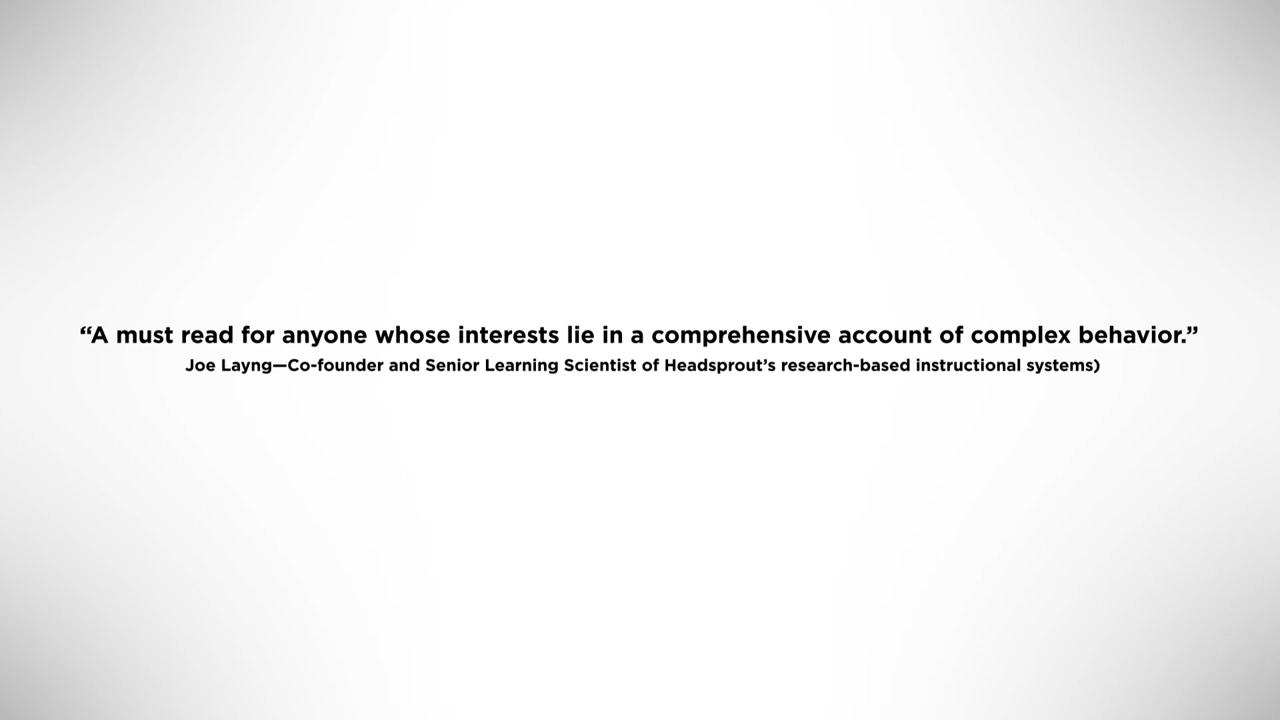 “A must read for anyone whose interests lie in a comprehensive account of complex behavior.”
Joe Layng—Co-founder and Senior Learning Scientist of Headsprout’s research-based instructional systems)